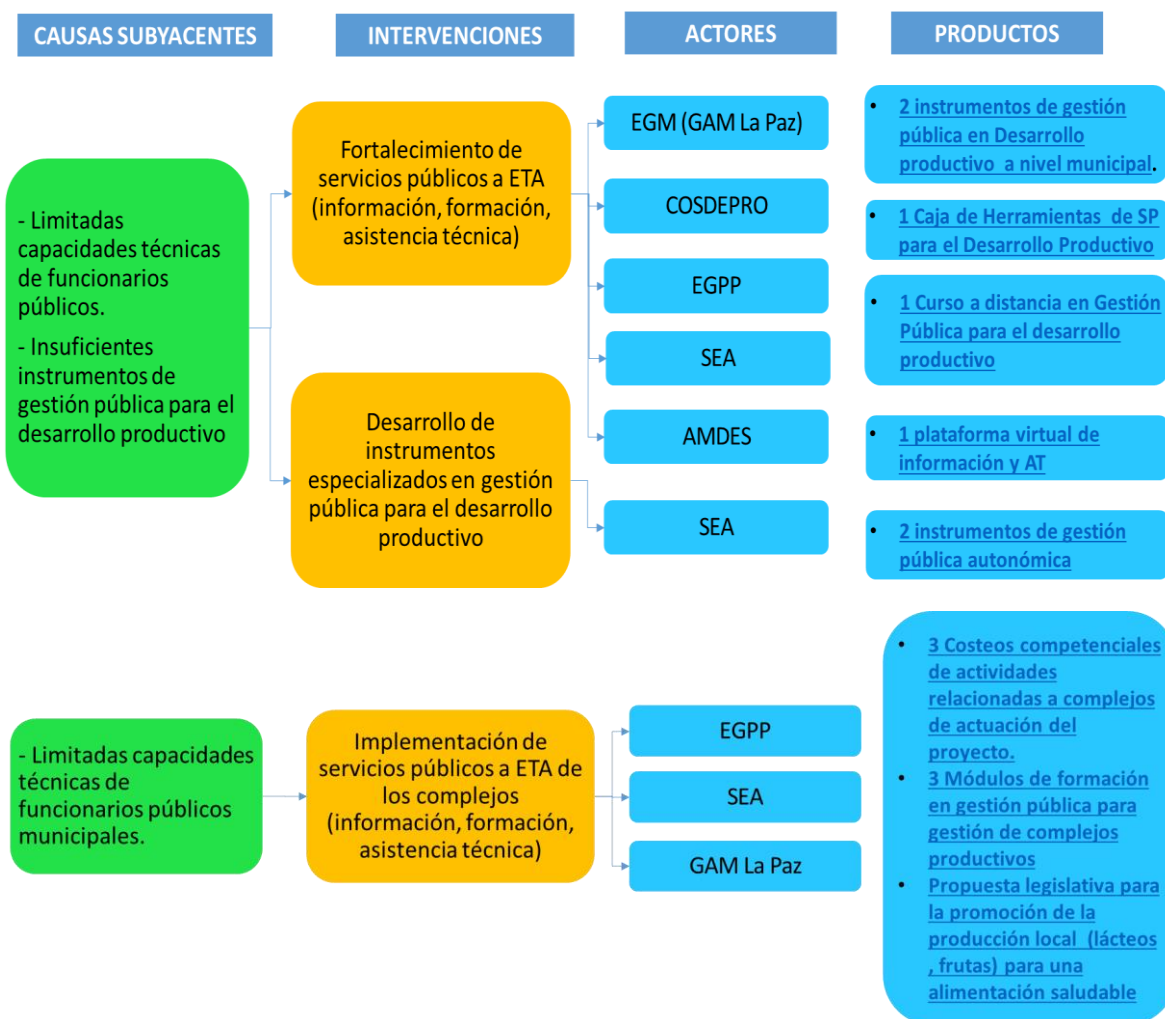 CAUSAS SUBYACENTES
INTERVENCIONES
ACTORES
PRODUCTOS
- Limitadas
capacidades técnicas
de funcionarios
públicos.
- Insuficientes
instrumentos de
gestión pública para el
desarrollo productivo
Fortalecimiento de
servicios públicos a ETA
(información, formación,
asistencia técnica)
Desarrollo de
instrumentos
especializados en gestión
pública para el desarrollo
productivo
EGM (GAM La Paz)
COSDEPRO
EGPP
SEA
AMDES
SEA
• 2 instrumentos de gestión
pública en Desarrollo
productivo a nivel municipal.
• 1 Caja de Herramientas de SP
para el Desarrollo Productivo
• 1 Curso a distancia en Gestión
Pública para el desarrollo
productivo
• 1 plataforma virtual de
información y AT
• 2 instrumentos de gestión
pública autonómica
- Limitadas capacidades
técnicas de
funcionarios públicos
municipales.
Implementación de
servicios públicos a ETA de
los complejos
(información, formación,
asistencia técnica)
EGPP
SEA
GAM La Paz
• 3 Costeos competenciales
de actividades
relacionadas a complejos
de actuación del
proyecto.
• 3 Módulos de formación
en gestión pública para
gestión de complejos
productivos
• Propuesta legislativa para
la promoción de la
producción local (lácteos
, frutas) para una
alimentación saludable